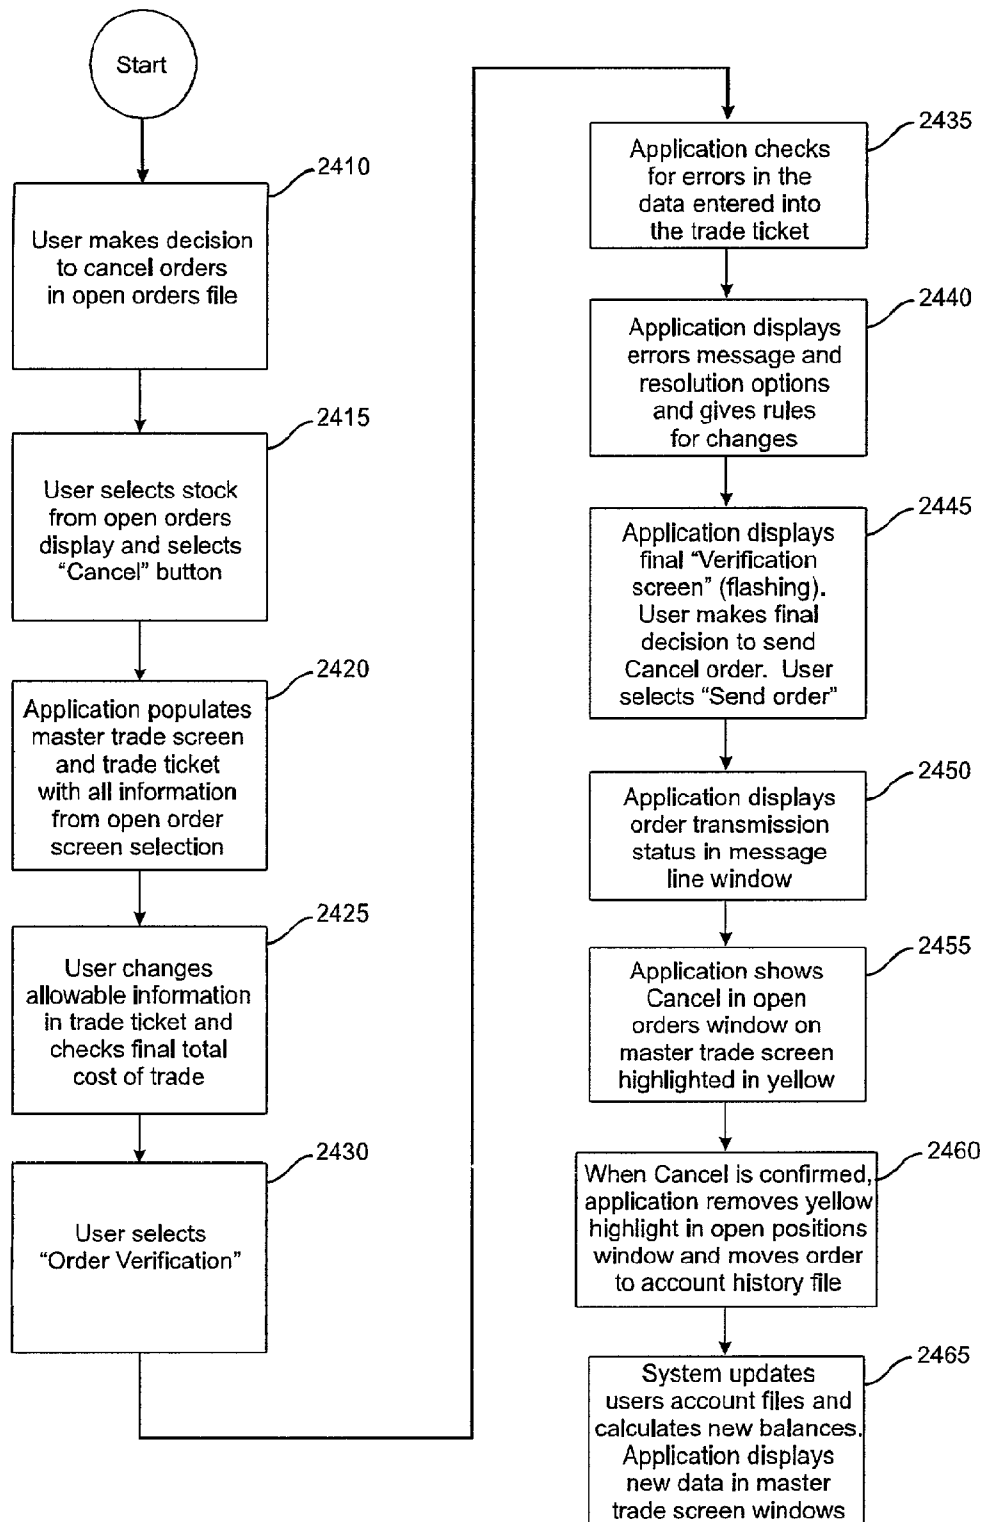 Start
2410
User makes decision
to cancel orders
in open orders file
2415
User selects stock
from open orders
display and selects
“Cancel” button
2420
Application populates
master trade screen
and trade ticket
with all information
from open order
screen selection
2425
User changes
allowable information
in trade ticket and
checks final total
cost of trade
2430
User selects
“Order Verification”
2435
Application checks
for errors in the
data entered into
the trade ticket
2440
Application displays
errors message and
resolution options
and gives rules
for changes
2445
Application displays
final “Verification
screen” (flashing).
User makes final
decision to send
Cancel order. User
selects “Send order”
2450
Application displays
order transmission
status in message
line window
2455
Application shows
Cancel in open
orders window on
master trade screen
highlighted in yellow
2460
When Cancel is confirmed,
application removes yellow
highlight in open positions
window and moves order
to account history file
2465
System updates
users account files and
calculates new balances.
Application displays
new data in master
trade screen windows